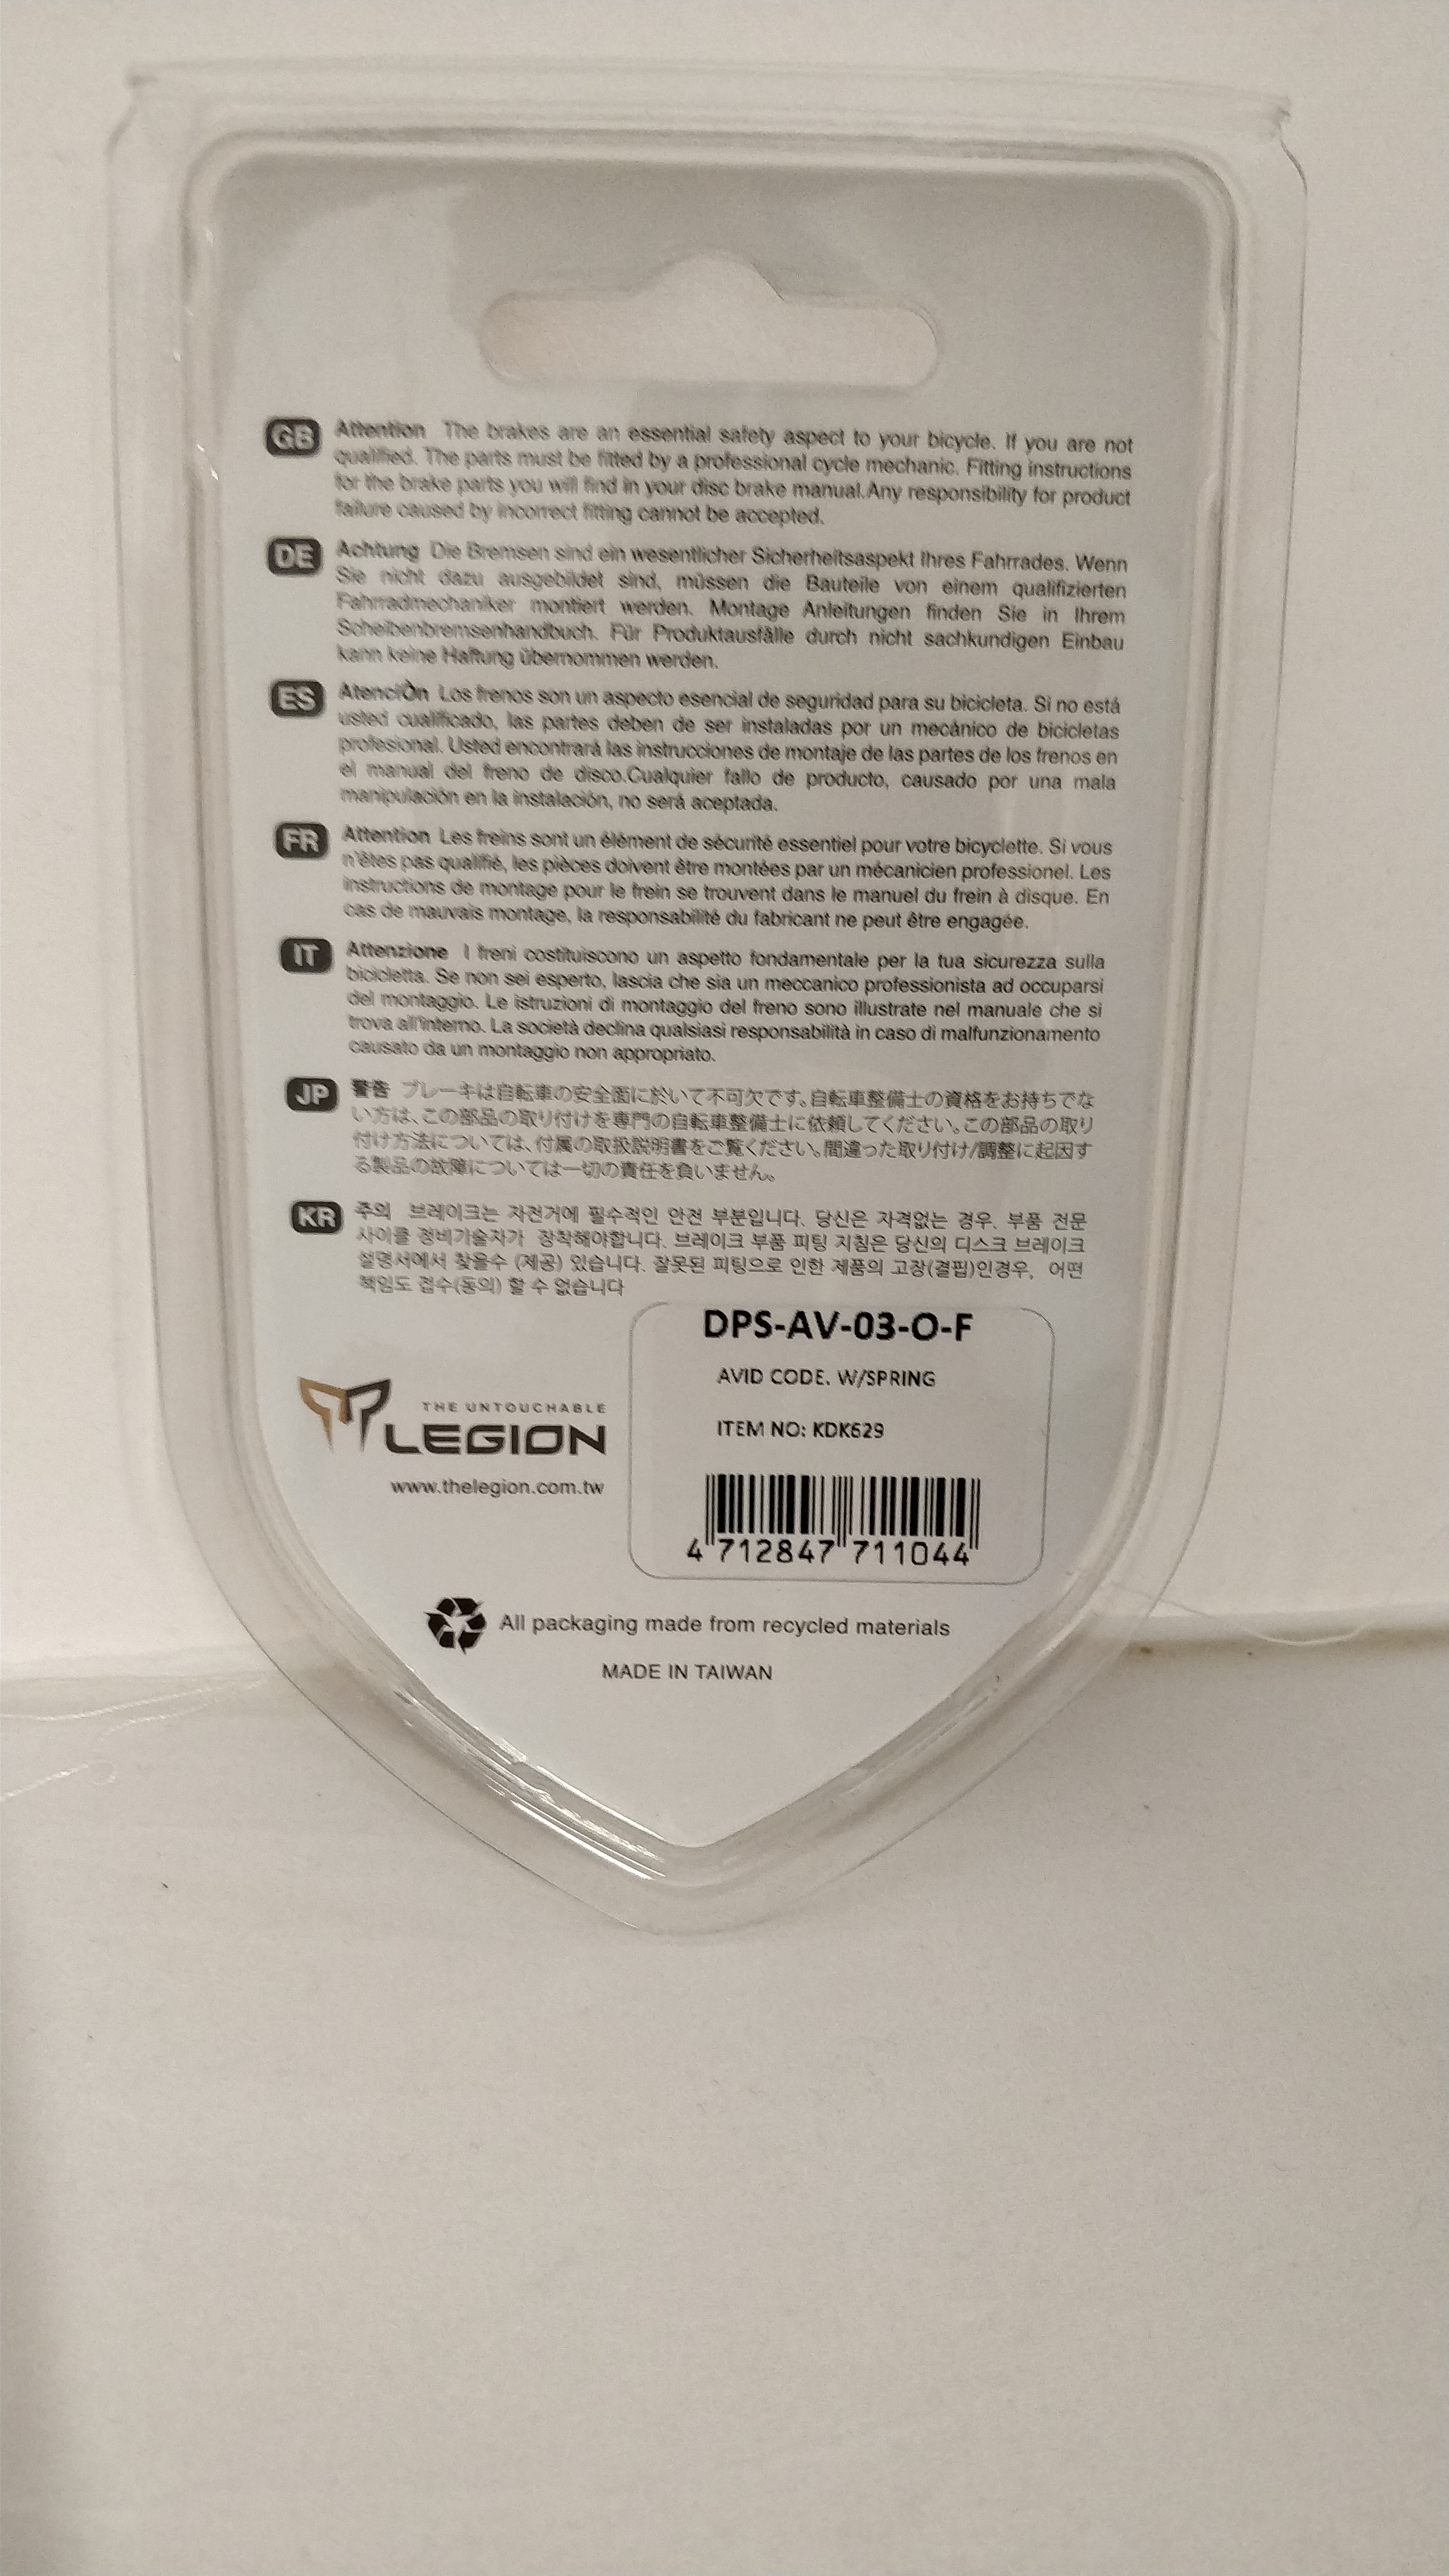 GB Attention The brakes are an essential safety aspect to your bicycle. If you are not
qualified. The parts must be fitted by a professional cycle mechanic. Fitting instructions
for the brake parts you will find in your disc brake manual.Any responsibility for product
failure caused by incorrect fitting cannot be accepted.
DE Achtung Die Bremsen sind ein wesentlicher Sicherheitsaspekt Ihres Fahrrades. Wenn
Sie nicht dazu ausgebildet sind, müssen die Bauteile von einem qualifizierten
Fahrradmechaniker montiert werden. Montage Anleitungen finden Sie in Ihrem
Scheibenbremsenhandbuch. Für Produktausfälle durch nicht sachkundigen Einbau
kann keine Haftung übernommen werden.
ES AtenciÒn Los frenos son un aspecto esencial de seguridad para su bicicleta. Si no está
usted cualificado, las partes deben de ser instaladas por un mecánico de bicicletas
profesional. Usted encontrará las instrucciones de montaje de las partes de los frenos en
el manual del freno de disco.Cualquier fallo de producto, causado por una mala
manipulación en la instalación, no será aceptada.
FR Attention Les freins sont un élément de sécurité essentiel pour votre bicyclette. Si vous
n'êtes pas qualifié, les pièces doivent être montées par un mécanicien professionel. Les
instructions de montage pour le frein se trouvent dans le manuel du frein à disque. En
cas de mauvais montage, la responsabilité du fabricant ne peut être engagée.
IT Attenzione I freni costituiscono un aspetto fondamentale per la tua sicurezza sulla
bicicletta. Se non sei esperto, lascia che sia un meccanico professionista ad occuparsi
del montaggio. Le istruzioni di montaggio del freno sono illustrate nel manuale che si
trova all'interno. La società declina qualsiasi responsabilità in caso di malfunzionamento
causato da un montaggio non appropriato.
JP 警告 ブレーキは自転車の安全面に於いて不可欠です。自転車整備士の資格をお持ちでな
い方は、この部品の取り付けを専門の自転車整備士に依頼してください。この部品の取り
付け方法については、付属の取扱説明書をご覧ください。間違った取り付け/調整に起因す
る製品の故障については一切の責任を負いません。
KR 주의 브레이크는 자전거에 필수적인 안전 부분입니다. 당신은 자격없는 경우, 부품 전문
사이클 정비기술자가 장착해야합니다. 브레이크 부품 피팅 지침은 당신의 디스크 브레이크
설명서에서 찾을수 (제공) 있습니다. 잘못된 피팅으로 인한 제품의 고장(결핍)인경우, 어떤
책임도 접수(동의) 할 수 없습니다
DPS-AV-03-O-F
AVID CODE. W/SPRING
ITEM NO: KDK629
THE UNTOUCHABLE
LEGION
www.thelegion.com.tw
4 712847 711044
All packaging made from recycled materials
MADE IN TAIWAN